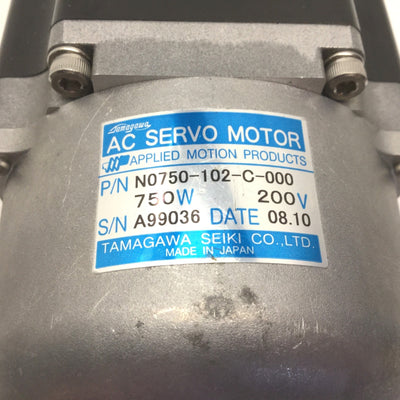 Tamagawa
AC SERVO MOTOR
APPLIED MOTION PRODUCTS
P/N N0750-102-C-000
750W 200V
S/N A99036 DATE 08.10
TAMAGAWA SEIKI CO.,LTD.
MADE IN JAPAN